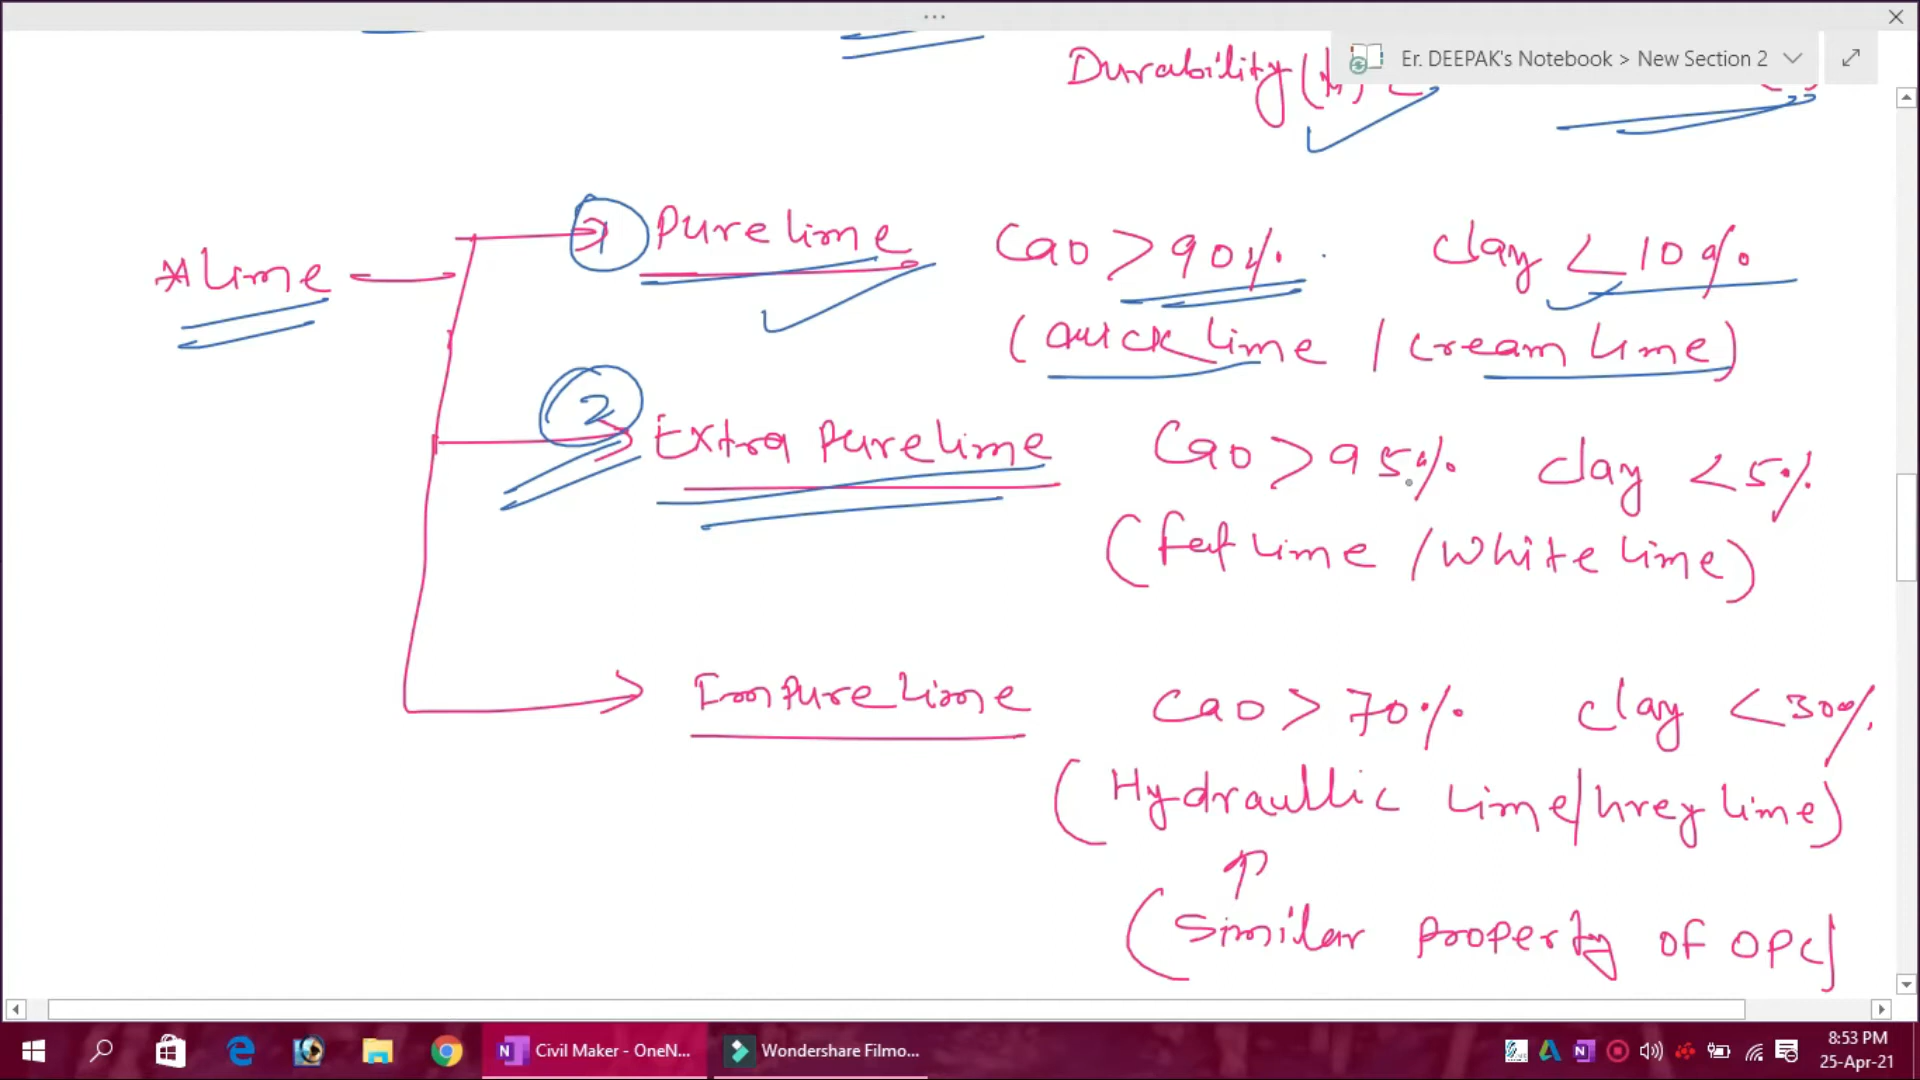 Er. DEEPAK's Notebook > New Section 2
Durability
*Lime
1 Pure Lime CaO > 90% clay < 10%
(Quick Lime / Cream Lime)
2 Extra Pure Lime CaO > 95% clay < 5%
(Fat Lime / White Lime)
Impure Lime CaO > 70% clay < 30%
(Hydraullic Lime / hrey Lime)
(Similar Property of OPC)
Civil Maker - OneN...
Wondershare Filmo...
8:53 PM
25-Apr-21